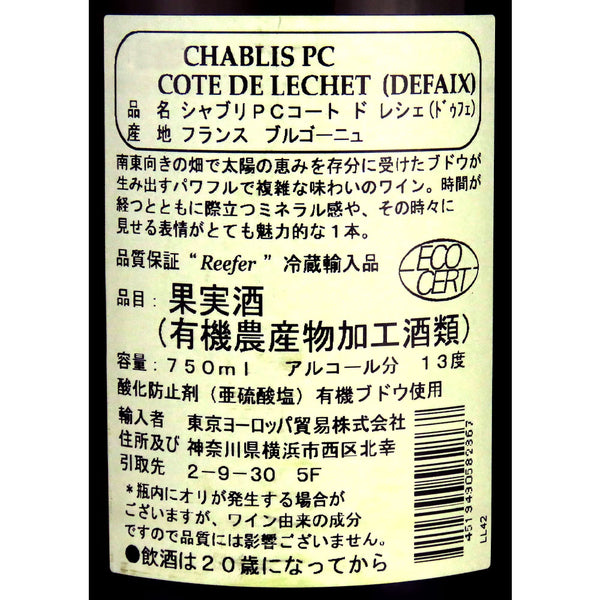 CHABLIS PC
COTE DE LECHET (DEFAIX)
品 名 シャブリPCコート ド レシェ(ドゥフェ)
産 地 フランス ブルゴーニュ
南東向きの畑で太陽の恵みを存分に受けたブドウが
生み出すパワフルで複雑な味わいのワイン。時間が
経つとともに際立つミネラル感や、その時々に
見せる表情がとても魅力的な1本。
品質保証 “Reefer” 冷蔵輸入品
ECO
CERT
品目:果実酒
(有機農産物加工酒類)
容量:750ml アルコール分 13度
酸化防止剤(亜硫酸塩)有機ブドウ使用
輸入者 東京ヨーロッパ貿易株式会社
住所及び 神奈川県横浜市西区北幸
引取先 2-9-30 5F
*瓶内にオリが発生する場合が
ございますが、ワイン由来の成分
ですので品質には影響ございません。
●飲酒は20歳になってから
4519490582867
LL42